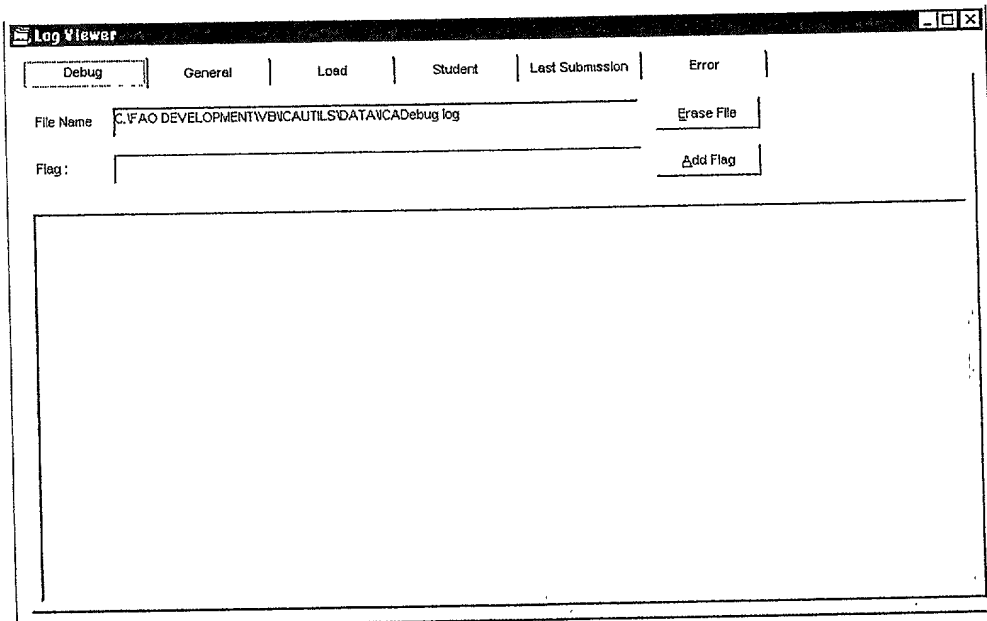 Log Viewer
Debug General Load Student Last Submission Error
File Name C:\FAO DEVELOPMENT\VB\ICAUTILS\DATA\ICADebug log Erase File
Flag : Add Flag